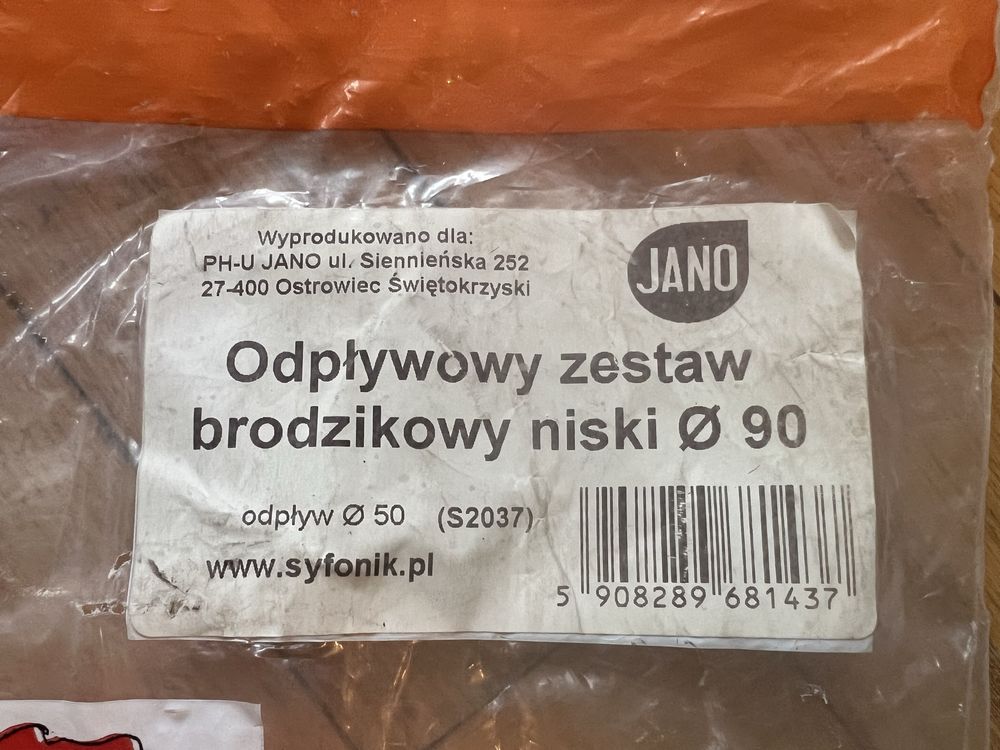 Wyprodukowano dla:
PH-U JANO ul. Siennieńska 252
27-400 Ostrowiec Świętokrzyski
JANO
Odpływowy zestaw
brodzikowy niski Ø 90
odpływ Ø 50 (S2037)
www.syfonik.pl
5 908289 681437